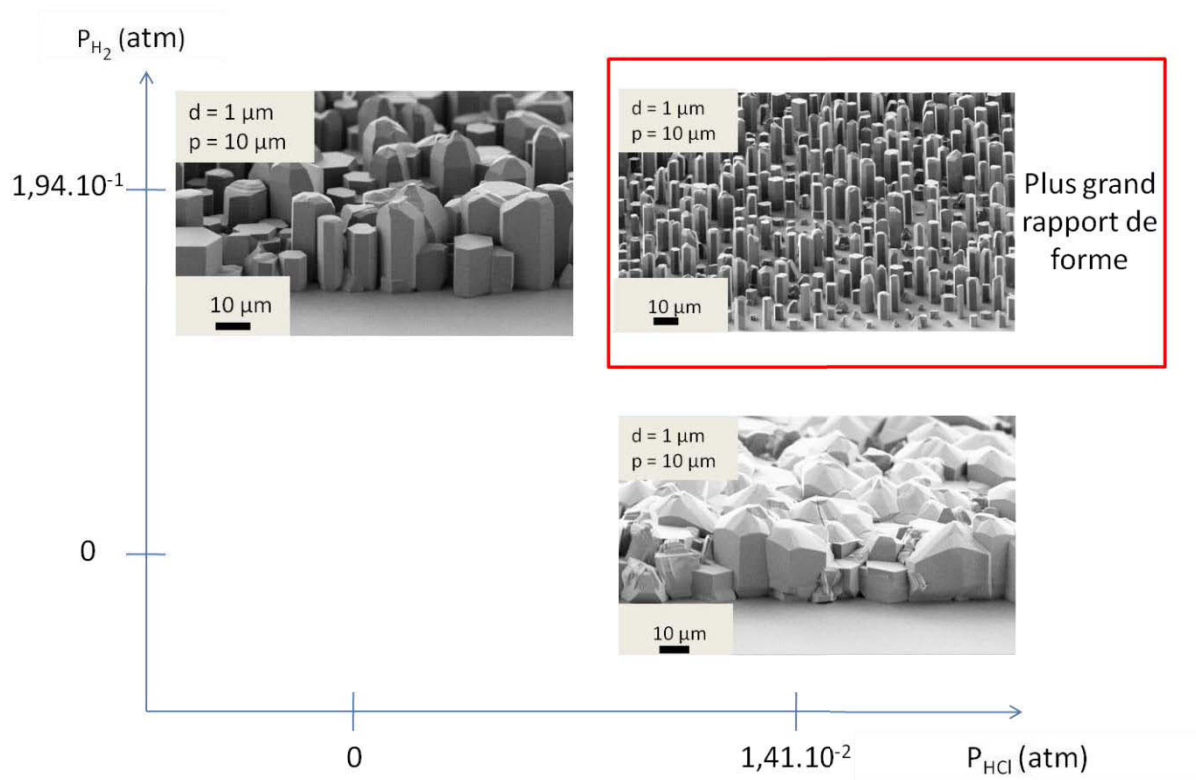 P_H₂ (atm)
d = 1 µm
p = 10 µm
10 µm
1,94.10⁻¹
d = 1 µm
p = 10 µm
10 µm
Plus grand
rapport de
forme
d = 1 µm
p = 10 µm
10 µm
0
0
1,41.10⁻²
P_HCl (atm)